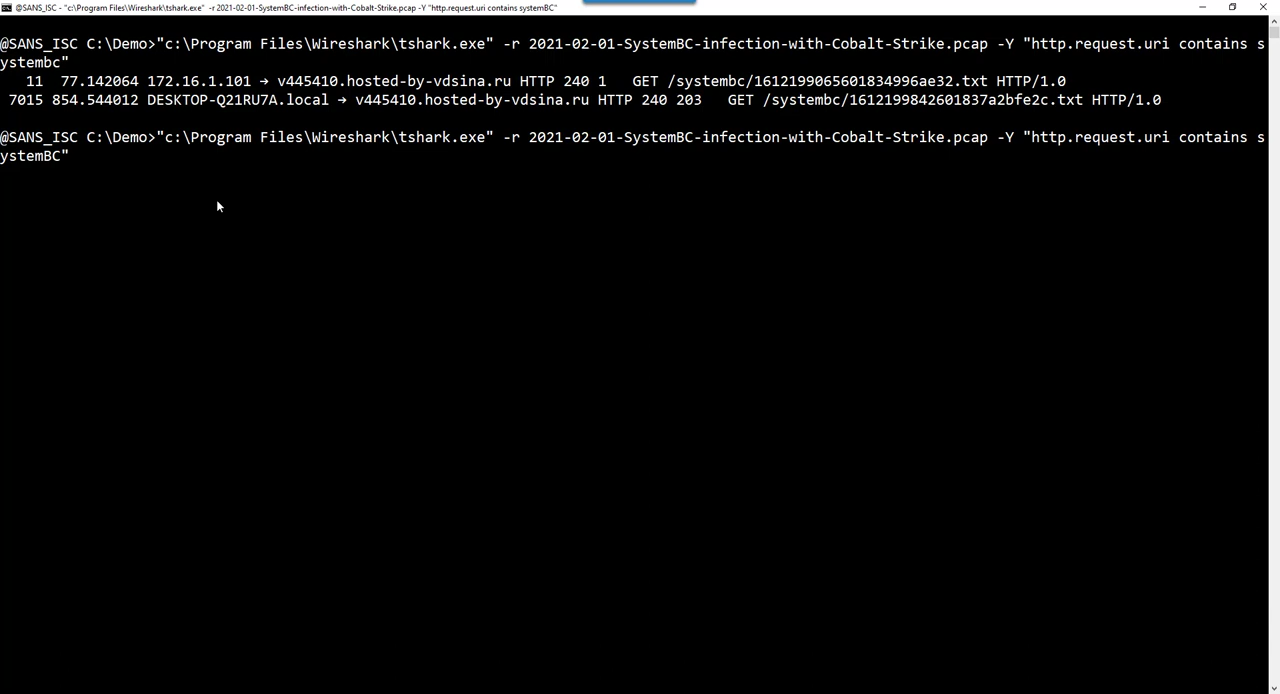 @SANS_ISC - "c:\Program Files\Wireshark\tshark.exe"  -r 2021-02-01-SystemBC-infection-with-Cobalt-Strike.pcap -Y "http.request.uri contains systemBC"
@SANS_ISC C:\Demo>"c:\Program Files\Wireshark\tshark.exe" -r 2021-02-01-SystemBC-infection-with-Cobalt-Strike.pcap -Y "http.request.uri contains s
ystembc"
11  77.142064 172.16.1.101 → v445410.hosted-by-vdsina.ru HTTP 240 1   GET /systembc/1612199065601834996ae32.txt HTTP/1.0
7015 854.544012 DESKTOP-Q21RU7A.local → v445410.hosted-by-vdsina.ru HTTP 240 203   GET /systembc/1612199842601837a2bfe2c.txt HTTP/1.0
@SANS_ISC C:\Demo>"c:\Program Files\Wireshark\tshark.exe" -r 2021-02-01-SystemBC-infection-with-Cobalt-Strike.pcap -Y "http.request.uri contains s
ystemBC"